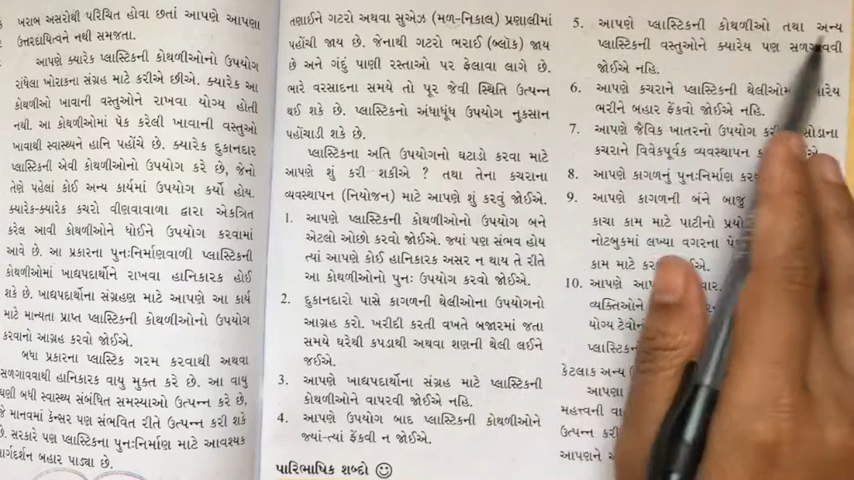 ખરાબ અસરોથી પરિચિત હોવા છતાં આપણે આપણા
ઉત્તરદાયિત્વને નથી સમજતા.
આપણે ક્યારેક પ્લાસ્ટિકની કોથળીઓનો ઉપયોગ
રાંધેલા ખોરાકના સંગ્રહ માટે કરીએ છીએ. ક્યારેક આ
કોથળીઓ ખાવાની વસ્તુઓને રાખવા યોગ્ય હોતી
નથી. આ કોથળીઓમાં પૅક કરેલી ખાવાની વસ્તુઓ
ખાવાથી સ્વાસ્થ્યને હાનિ પહોંચે છે. ક્યારેક દુકાનદાર
પ્લાસ્ટિકની એવી કોથળીઓનો ઉપયોગ કરે છે, જેનો
તેણે પહેલાં કોઈ અન્ય કાર્યમાં ઉપયોગ કર્યો હોય.
ક્યારેક-ક્યારેક કચરો વીણવાવાળા દ્વારા એકત્રિત
કરેલ આવી કોથળીઓને ધોઈને ઉપયોગ કરવામાં
આવે છે. આ પ્રકારના પુનઃનિર્માણવાળી પ્લાસ્ટિકની
કોથળીઓમાં ખાદ્યપદાર્થોને રાખવા હાનિકારક હોઈ
શકે છે. ખાદ્યપદાર્થોના સંગ્રહણ માટે આપણે આ કાર્ય
માટે માન્યતા પ્રાપ્ત પ્લાસ્ટિકની કોથળીઓનો ઉપયોગ
કરવાનો આગ્રહ કરવો જોઈએ.
બધા પ્રકારના પ્લાસ્ટિક ગરમ કરવાથી અથવા
સળગાવવાથી હાનિકારક વાયુ મુક્ત કરે છે. આ વાયુ
ઘણી બધી સ્વાસ્થ્ય સંબંધિત સમસ્યાઓ ઉત્પન્ન કરે છે,
જે માનવમાં કેન્સર પણ સંભવિત રીતે ઉત્પન્ન કરી શકે
છે. સરકારે પણ પ્લાસ્ટિકના પુનઃનિર્માણ માટે આવશ્યક
માર્ગદર્શન બહાર પાડ્યા છે.
તણાઈને ગટરો અથવા સુએઝ (મળ-નિકાલ) પ્રણાલીમાં
પહોંચી જાય છે. જેનાથી ગટરો ભરાઈ (બ્લૉક) જાય
છે અને ગંદું પાણી રસ્તાઓ પર ફેલાવા લાગે છે.
ભારે વરસાદના સમયે તો પૂર જેવી સ્થિતિ ઉત્પન્ન
થઈ શકે છે. પ્લાસ્ટિકનો અંધાધૂંધ ઉપયોગ નુકસાન
પહોંચાડી શકે છે.
પ્લાસ્ટિકના અતિ ઉપયોગનો ઘટાડો કરવા માટે
આપણે શું કરી શકીએ ? તથા તેના કચરાના
વ્યવસ્થાપન (નિયોજન) માટે આપણે શું કરવું જોઈએ.
1. આપણે પ્લાસ્ટિકની કોથળીઓનો ઉપયોગ બને
એટલો ઓછો કરવો જોઈએ. જ્યાં પણ સંભવ હોય
ત્યાં આપણે કોઈ હાનિકારક અસર ન થાય તે રીતે
આ કોથળીઓનો પુનઃ ઉપયોગ કરવો જોઈએ.
2. દુકાનદારો પાસે કાગળની થેલીઓના ઉપયોગનો
આગ્રહ કરો. ખરીદી કરતી વખતે બજારમાં જતા
સમયે ઘરેથી કપડાથી અથવા શણની થેલી લઈને
જઈએ.
3. આપણે ખાદ્યપદાર્થોના સંગ્રહ માટે પ્લાસ્ટિકની
કોથળીઓને વાપરવી જોઈએ નહિ.
4. આપણે ઉપયોગ બાદ પ્લાસ્ટિકની કોથળીઓને
જ્યાં-ત્યાં ફેંકવી ન જોઈએ.
પારિભાષિક શબ્દો
5. આપણે પ્લાસ્ટિકની કોથળીઓ તથા અન્ય
પ્લાસ્ટિકની વસ્તુઓને ક્યારેય પણ
જોઈએ નહિ.
6. આપણે કચરાને પ્લાસ્ટિકની
ભરીને બહાર ફેંકવો જોઈએ નહિ.
7. આપણે જૈવિક ખાતરનો ઉપયોગ
કચરાને વિવેકપૂર્વક વ્યવસ્થાપન
8. આપણે કાગળનું પુનઃનિર્માણ
9. આપણે કાગળની બંને બાજુ
કાચા કામ માટે પાટીનો
નોટબુકમાં લખ્યા વગરના
કામ માટે
10. આપણે
વ્યક્તિઓને
યોગ્ય
કેટલાક અન્ય
આપણા
મહત્ત્વની
ઉત્પન્ન
આપણને